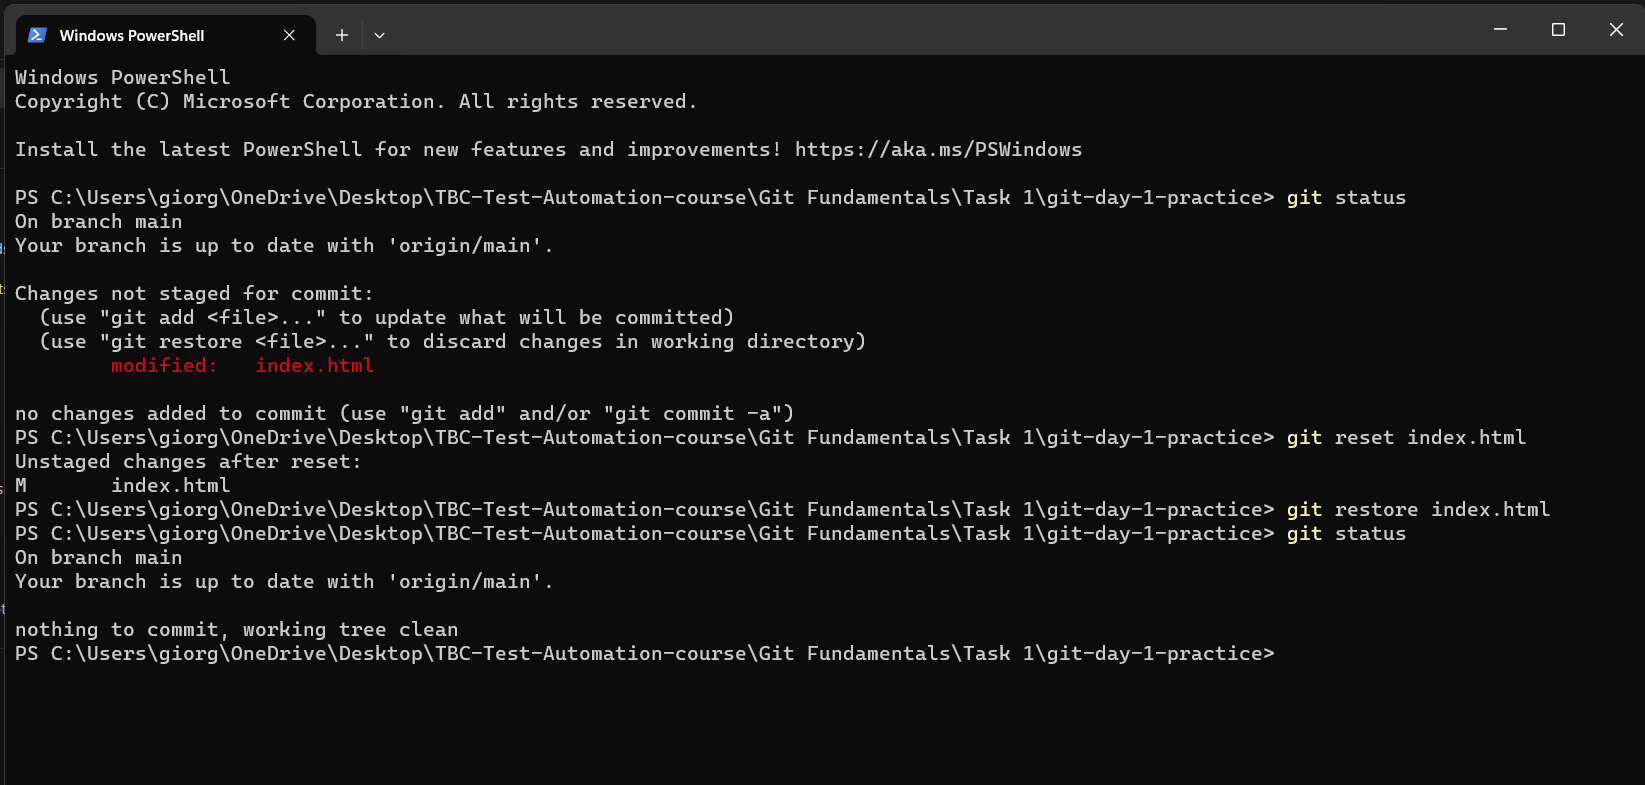 Windows PowerShell
Windows PowerShell
Copyright (C) Microsoft Corporation. All rights reserved.
Install the latest PowerShell for new features and improvements! https://aka.ms/PSWindows
PS C:\Users\giorg\OneDrive\Desktop\TBC-Test-Automation-course\Git Fundamentals\Task 1\git-day-1-practice> git status
On branch main
Your branch is up to date with 'origin/main'.
Changes not staged for commit:
  (use "git add <file>..." to update what will be committed)
  (use "git restore <file>..." to discard changes in working directory)
        modified:   index.html
no changes added to commit (use "git add" and/or "git commit -a")
PS C:\Users\giorg\OneDrive\Desktop\TBC-Test-Automation-course\Git Fundamentals\Task 1\git-day-1-practice> git reset index.html
Unstaged changes after reset:
M       index.html
PS C:\Users\giorg\OneDrive\Desktop\TBC-Test-Automation-course\Git Fundamentals\Task 1\git-day-1-practice> git restore index.html
PS C:\Users\giorg\OneDrive\Desktop\TBC-Test-Automation-course\Git Fundamentals\Task 1\git-day-1-practice> git status
On branch main
Your branch is up to date with 'origin/main'.
nothing to commit, working tree clean
PS C:\Users\giorg\OneDrive\Desktop\TBC-Test-Automation-course\Git Fundamentals\Task 1\git-day-1-practice>